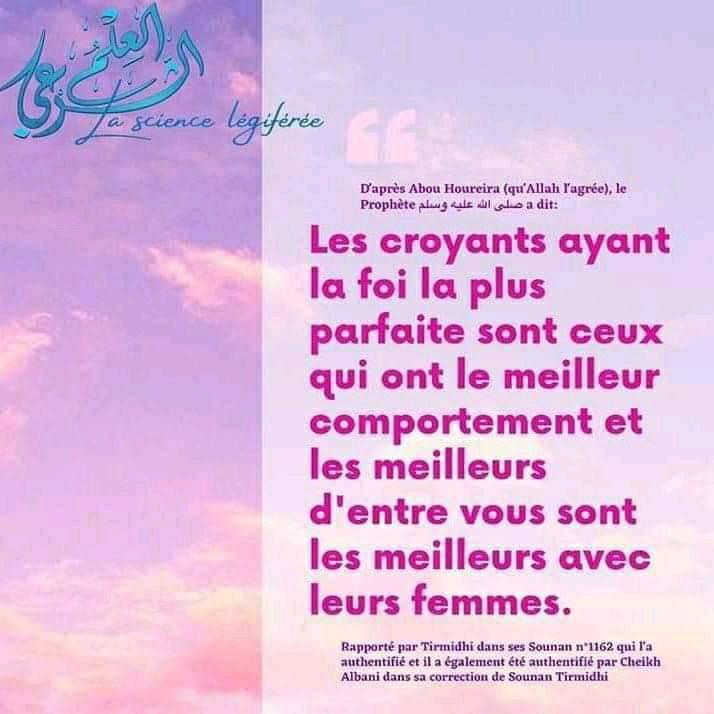 العِلْمُ الشَّرْعِي
La science légiférée
D'après Abou Houreira (qu'Allah l'agrée), le
Prophète صلى الله عليه وسلم a dit:
Les croyants ayant
la foi la plus
parfaite sont ceux
qui ont le meilleur
comportement et
les meilleurs
d'entre vous sont
les meilleurs avec
leurs femmes.
Rapporté par Tirmidhi dans ses Sounan n°1162 qui l'a
authentifié et il a également été authentifié par Cheikh
Albani dans sa correction de Sounan Tirmidhi